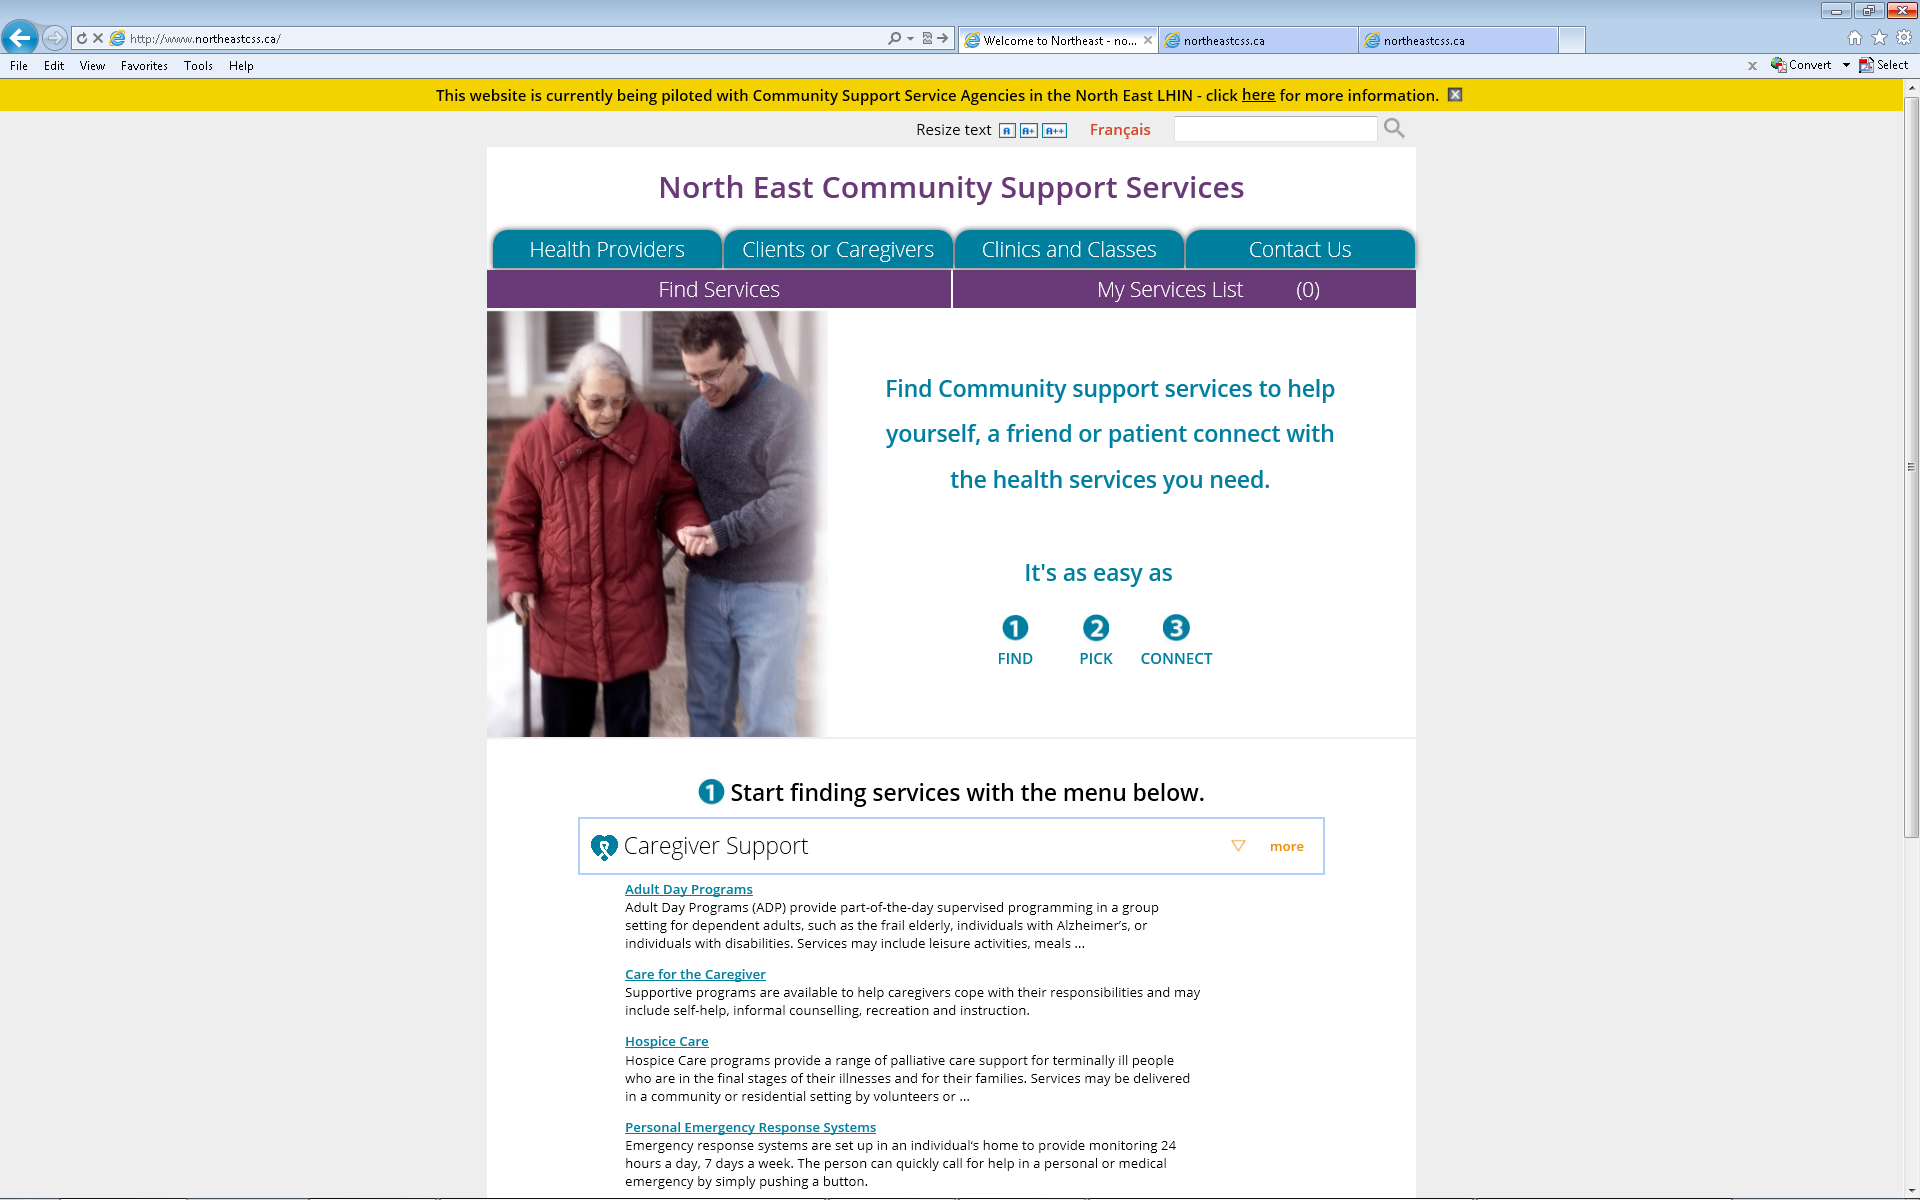 http://www.northeastcss.ca/
Welcome to Northeast - no...
northeastcss.ca
northeastcss.ca
File Edit View Favorites Tools Help
Convert Select
This website is currently being piloted with Community Support Service Agencies in the North East LHIN - click here for more information.
Resize text A A+ A++ Français
North East Community Support Services
Health Providers Clients or Caregivers Clinics and Classes Contact Us
Find Services My Services List (0)
Find Community support services to help
yourself, a friend or patient connect with
the health services you need.
It's as easy as
1 2 3
FIND PICK CONNECT
1 Start finding services with the menu below.
Caregiver Support more
Adult Day Programs
Adult Day Programs (ADP) provide part-of-the-day supervised programming in a group
setting for dependent adults, such as the frail elderly, individuals with Alzheimer's, or
individuals with disabilities. Services may include leisure activities, meals ...
Care for the Caregiver
Supportive programs are available to help caregivers cope with their responsibilities and may
include self-help, informal counselling, recreation and instruction.
Hospice Care
Hospice Care programs provide a range of palliative care support for terminally ill people
who are in the final stages of their illnesses and for their families. Services may be delivered
in a community or residential setting by volunteers or ...
Personal Emergency Response Systems
Emergency response systems are set up in an individual's home to provide monitoring 24
hours a day, 7 days a week. The person can quickly call for help in a personal or medical
emergency by simply pushing a button.